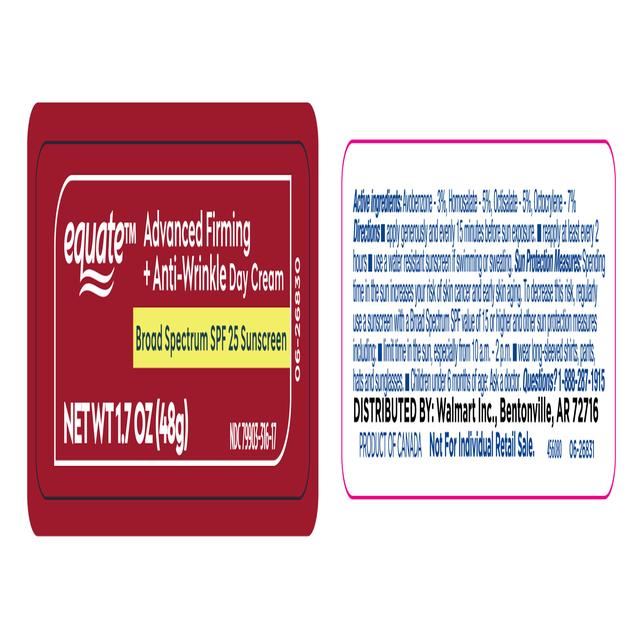 equate™
Advanced Firming
+ Anti-Wrinkle Day Cream
Broad Spectrum SPF 25 Sunscreen
NET WT 1.7 OZ (48g)
NDC 79903-316-17
06-26830
Active ingredients: Avobenzone - 3%, Homosalate - 5%, Octisalate - 5%, Octocrylene - 7%
Directions ■ apply generously and evenly 15 minutes before sun exposure. ■ reapply at least every 2
hours ■ use a water resistant sunscreen if swimming or sweating. Sun Protection Measures: Spending
time in the sun increases your risk of skin cancer and early skin aging. To decrease this risk, regularly
use a sunscreen with a Broad Spectrum SPF value of 15 or higher and other sun protection measures
including: ■ limit time in the sun, especially from 10 a.m. - 2 p.m. ■ wear long-sleeved shirts, pants,
hats and sunglasses. ■ Children under 6 months of age: Ask a doctor. Questions? 1-888-287-1915
DISTRIBUTED BY: Walmart Inc., Bentonville, AR 72716
PRODUCT OF CANADA Not For Individual Retail Sale. 456080 06-26831